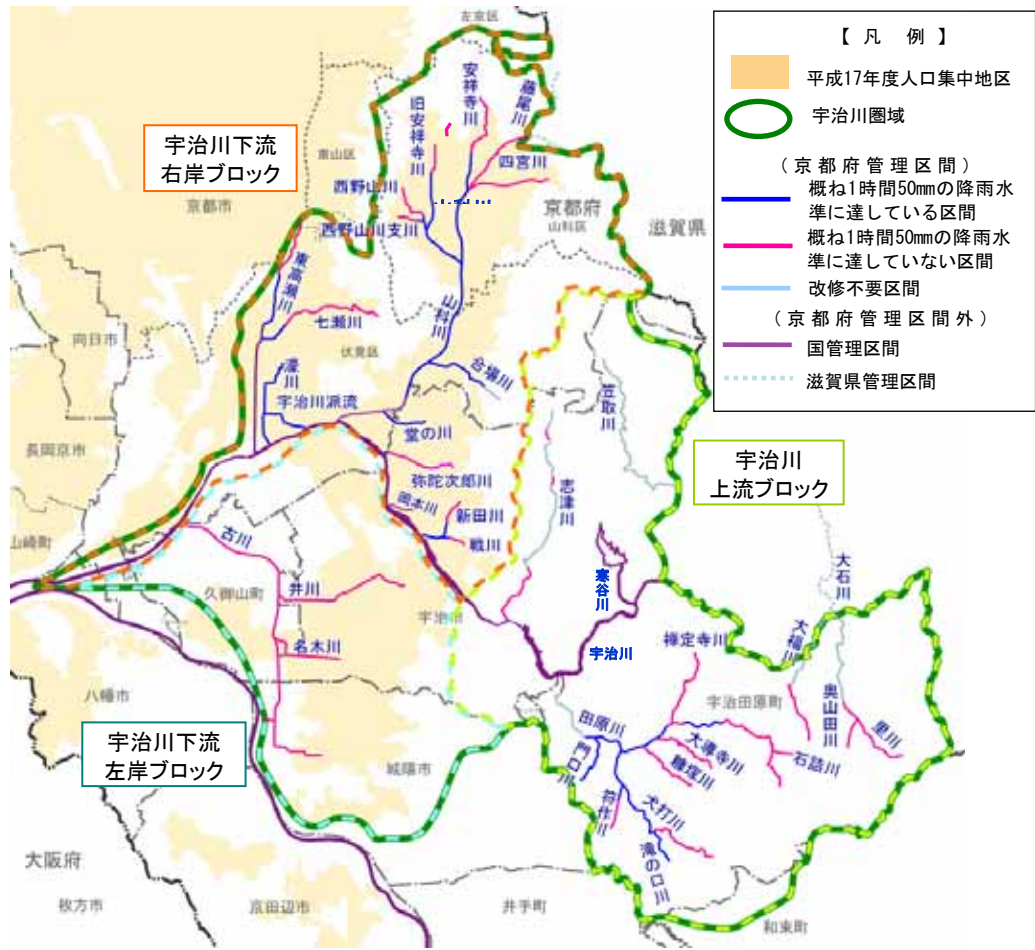 【 凡 例 】
平成17年度人口集中地区
宇治川圏域
（京都府管理区間）
概ね1時間50mmの降雨水
準に達している区間
概ね1時間50mmの降雨水
準に達していない区間
改修不要区間
（京都府管理区間外）
国管理区間
滋賀県管理区間
左京区
安祥寺川
藤尾川
旧安祥寺川
宇治川下流
右岸ブロック
東山区
四宮川
西野山川
京都市
京都府
山科区
滋賀県
西野山川支川
東高瀬川
山科川
七瀬川
向日市
伏見区
合場川
濠川
笠取川
宇治川派流
堂の川
長岡京市
宇治川
上流ブロック
弥陀次郎川
志津川
岡本川
新田川
戦川
大石川
古川
山崎町
寒谷川
井川
久御山町
宇治市
大福川
禅定寺川
名木川
宇治川
宇治田原町
奥山田川
八幡市
里川
田原川
宇治川下流
左岸ブロック
大導寺川
門口川
石詰川
糠塚川
城陽市
符作川
犬打川
大阪府
滝の口川
枚方市
京田辺市
井手町
和束町